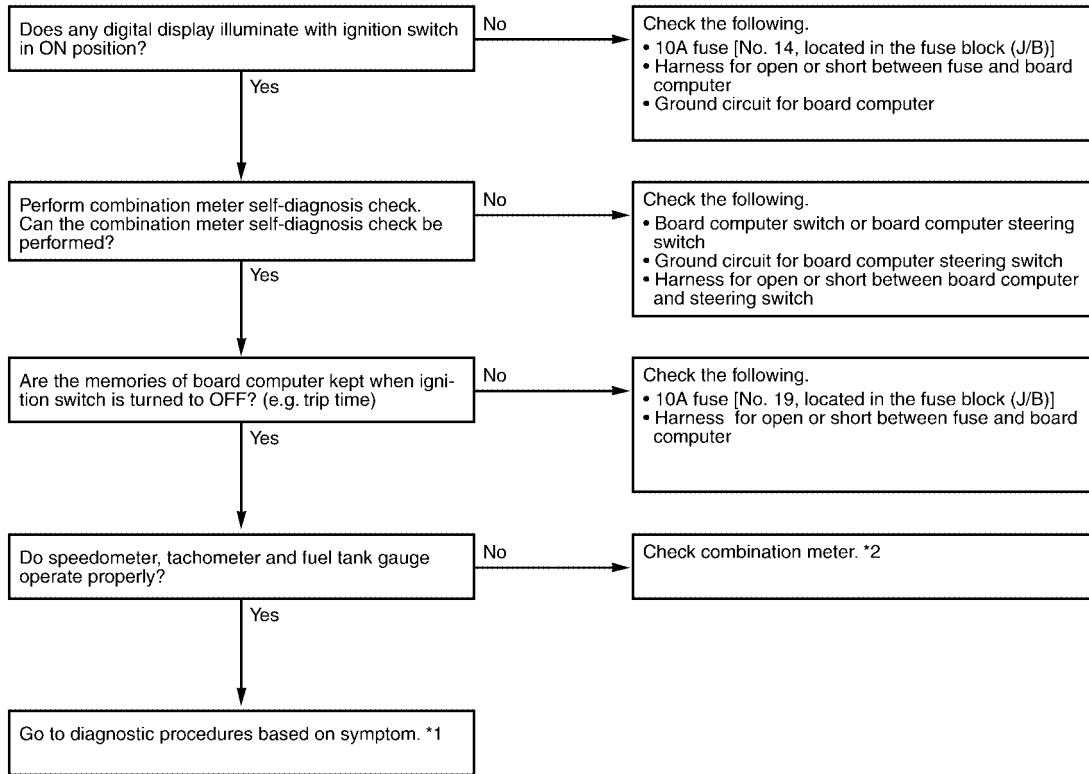 Does any digital display illuminate with ignition switch
in ON position?
No
Check the following.
• 10A fuse [No. 14, located in the fuse block (J/B)]
• Harness for open or short between fuse and board
computer
• Ground circuit for board computer
Yes
Perform combination meter self-diagnosis check.
Can the combination meter self-diagnosis check be
performed?
No
Check the following.
• Board computer switch or board computer steering
switch
• Ground circuit for board computer steering switch
• Harness for open or short between board computer
and steering switch
Yes
Are the memories of board computer kept when igni-
tion switch is turned to OFF? (e.g. trip time)
No
Check the following.
• 10A fuse [No. 19, located in the fuse block (J/B)]
• Harness for open or short between fuse and board
computer
Yes
Do speedometer, tachometer and fuel tank gauge
operate properly?
No
Check combination meter. *2
Yes
Go to diagnostic procedures based on symptom. *1